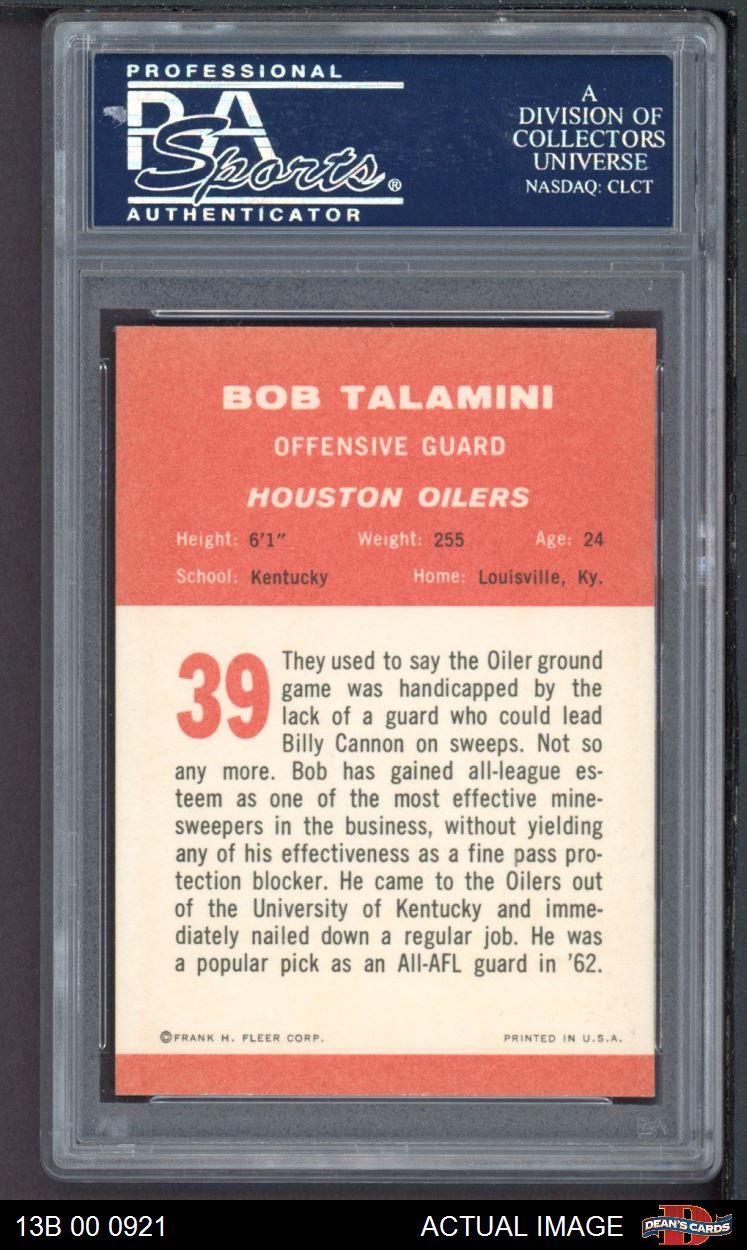 PROFESSIONAL
PSA
Sports®
AUTHENTICATOR
A
DIVISION OF
COLLECTORS
UNIVERSE
NASDAQ: CLCT
BOB TALAMINI
OFFENSIVE GUARD
HOUSTON OILERS
Height: 6'1" Weight: 255 Age: 24
School: Kentucky Home: Louisville, Ky.
39
They used to say the Oiler ground
game was handicapped by the
lack of a guard who could lead
Billy Cannon on sweeps. Not so
any more. Bob has gained all-league es-
teem as one of the most effective mine-
sweepers in the business, without yielding
any of his effectiveness as a fine pass pro-
tection blocker. He came to the Oilers out
of the University of Kentucky and imme-
diately nailed down a regular job. He was
a popular pick as an All-AFL guard in '62.
©FRANK H. FLEER CORP. PRINTED IN U.S.A.
13B 00 0921 ACTUAL IMAGE DEAN'S CARDS